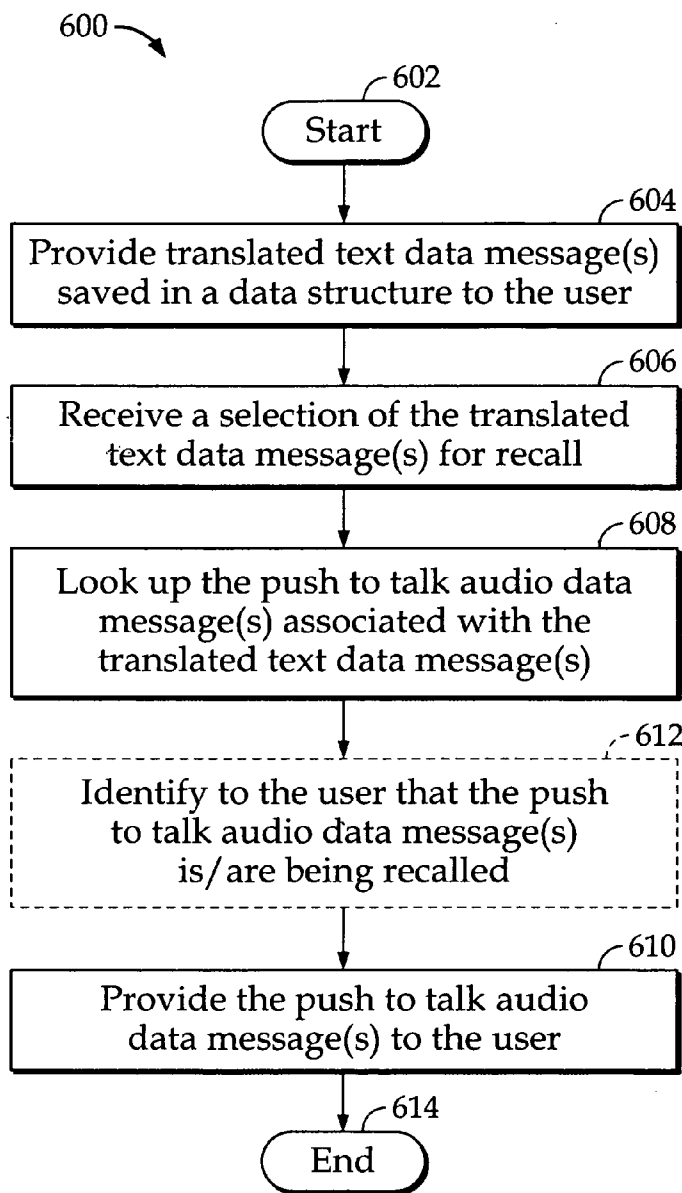 600
602
Start
604
Provide translated text data message(s)
saved in a data structure to the user
606
Receive a selection of the translated
text data message(s) for recall
608
Look up the push to talk audio data
message(s) associated with the
translated text data message(s)
612
Identify to the user that the push
to talk audio data message(s)
is/are being recalled
610
Provide the push to talk audio
data message(s) to the user
614
End